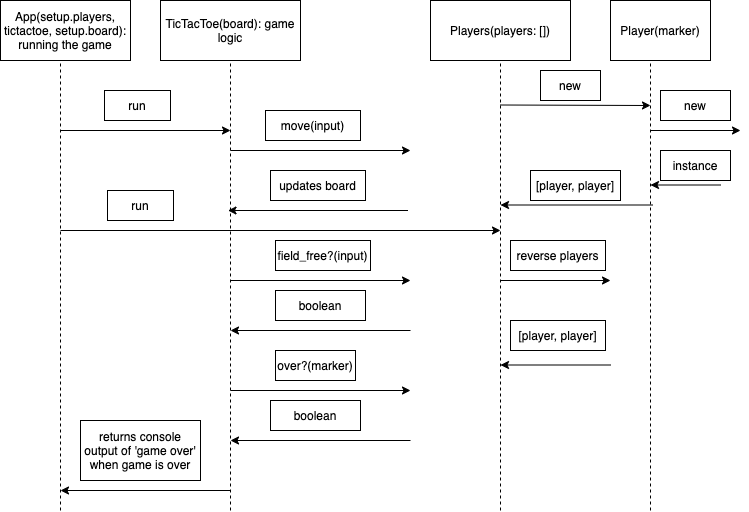 App(setup.players,
tictactoe, setup.board):
running the game
TicTacToe(board): game
logic
Players(players: [])
Player(marker)
run
new
new
move(input)
instance
updates board
[player, player]
run
field_free?(input)
reverse players
boolean
[player, player]
over?(marker)
boolean
returns console
output of 'game over'
when game is over